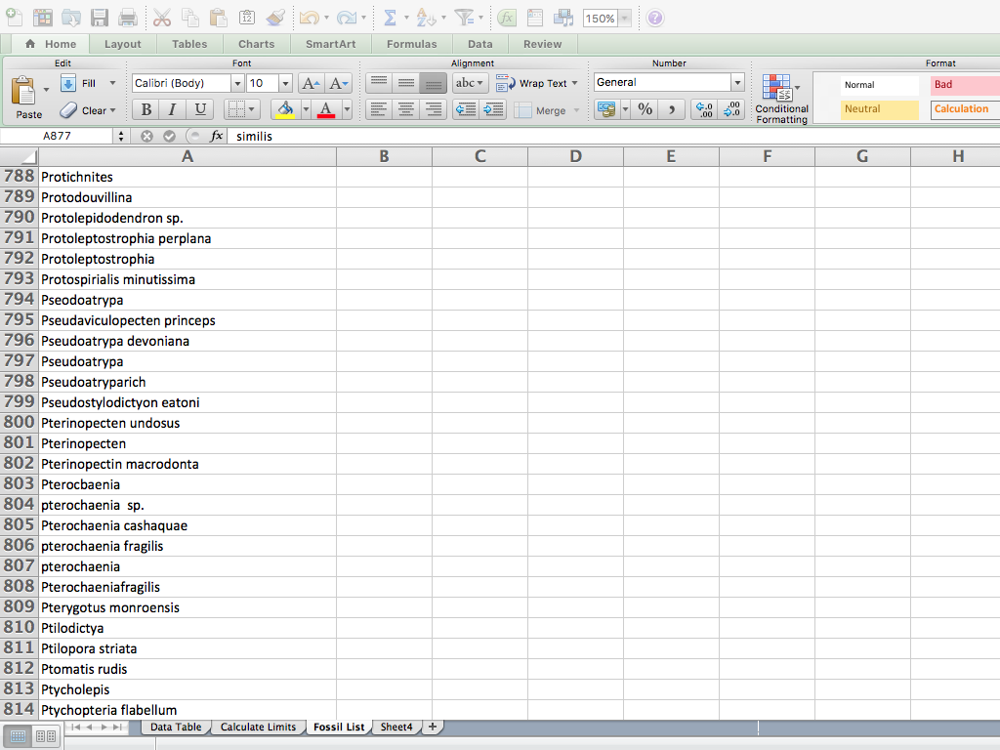 150%
Home Layout Tables Charts SmartArt Formulas Data Review
Edit Font Alignment Number Format
Fill Calibri (Body) 10 A A abc Wrap Text General Normal Bad
Paste Clear B I U A Merge % Conditional Formatting Neutral Calculation
A877 fx similis
A B C D E F G H
788 Protichnites
789 Protodouvillina
790 Protolepidodendron sp.
791 Protoleptostrophia perplana
792 Protoleptostrophia
793 Protospirialis minutissima
794 Pseodoatrypa
795 Pseudaviculopecten princeps
796 Pseudoatrypa devoniana
797 Pseudoatrypa
798 Pseudoatryparich
799 Pseudostylodictyon eatoni
800 Pterinopecten undosus
801 Pterinopecten
802 Pterinopectin macrodonta
803 Pterocbaenia
804 pterochaenia  sp.
805 Pterochaenia cashaquae
806 pterochaenia fragilis
807 pterochaenia
808 Pterochaeniafragilis
809 Pterygotus monroensis
810 Ptilodictya
811 Ptilopora striata
812 Ptomatis rudis
813 Ptycholepis
814 Ptychopteria flabellum
Data Table Calculate Limits Fossil List Sheet4 +